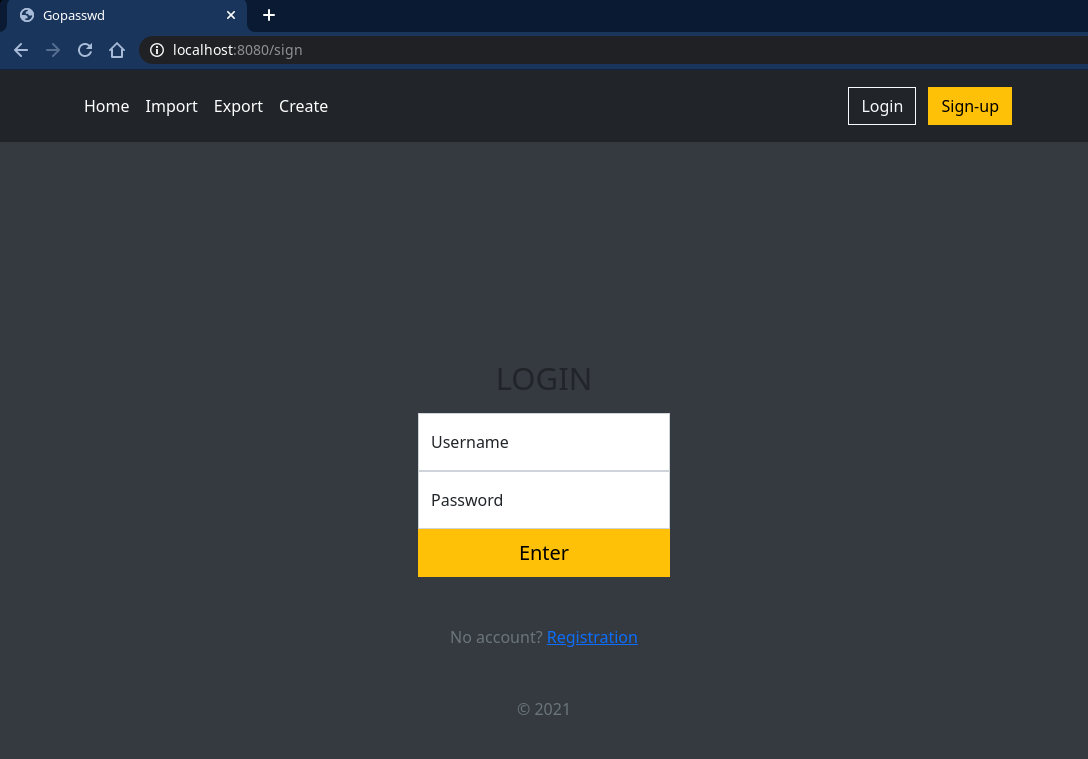 Gopasswd
localhost:8080/sign
Home Import Export Create Login Sign-up
LOGIN
Username
Password
Enter
No account? Registration
© 2021